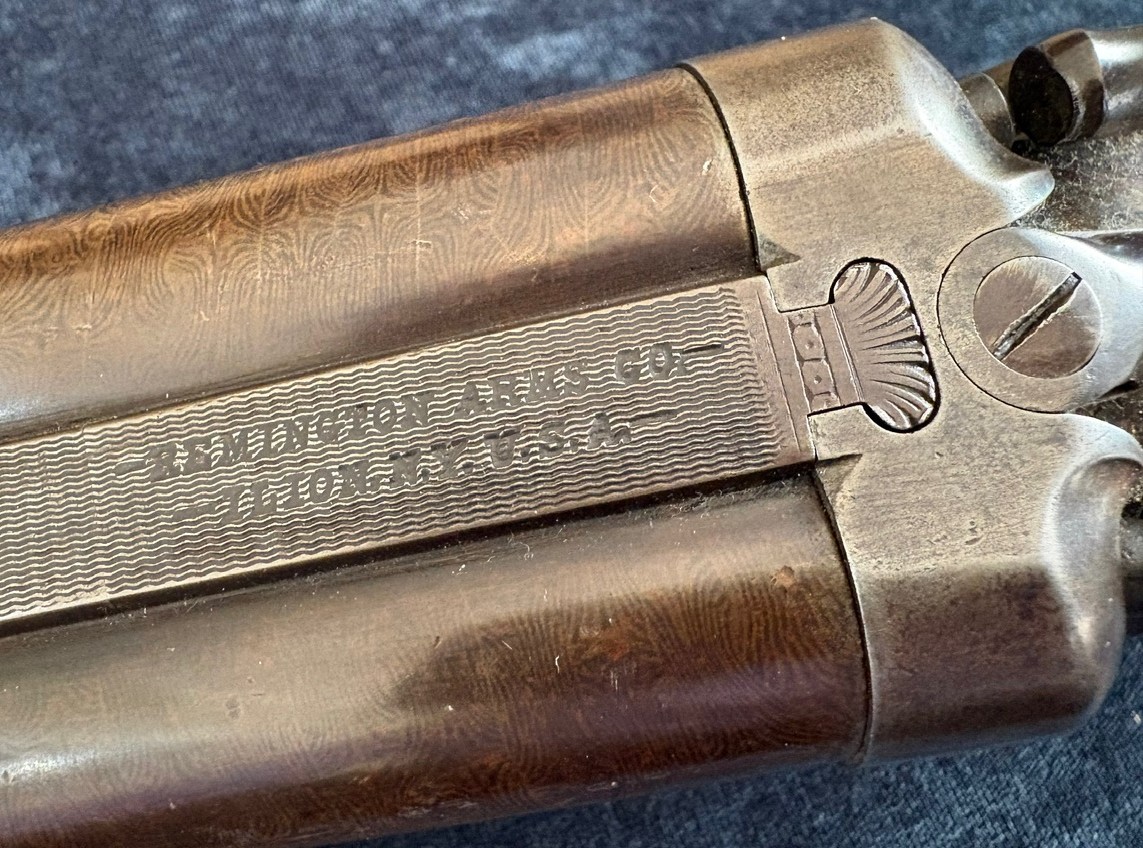 -REMINGTON ARMS CO.-
-ILION. N.Y. U.S.A.-